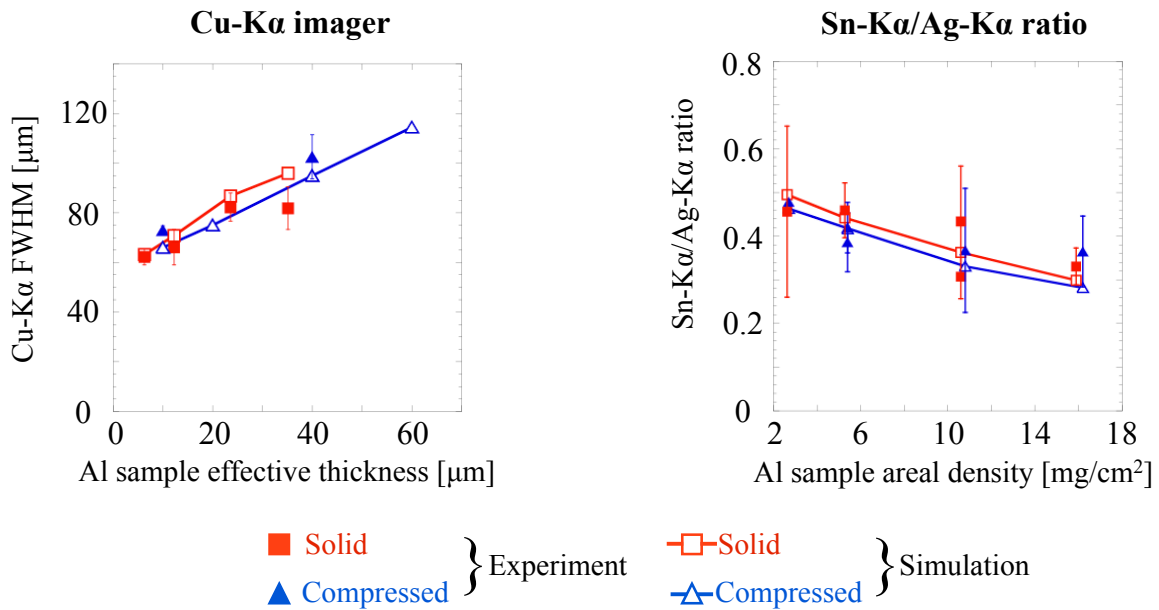 Cu-Kα imager
Cu-Kα FWHM [μm]
120
80
40
0
0 20 40 60
Al sample effective thickness [μm]
Sn-Kα/Ag-Kα ratio
Sn-Kα/Ag-Kα ratio
0.8
0.6
0.4
0.2
0
2 6 10 14 18
Al sample areal density [mg/cm²]
Solid
Compressed
Experiment
Solid
Compressed
Simulation